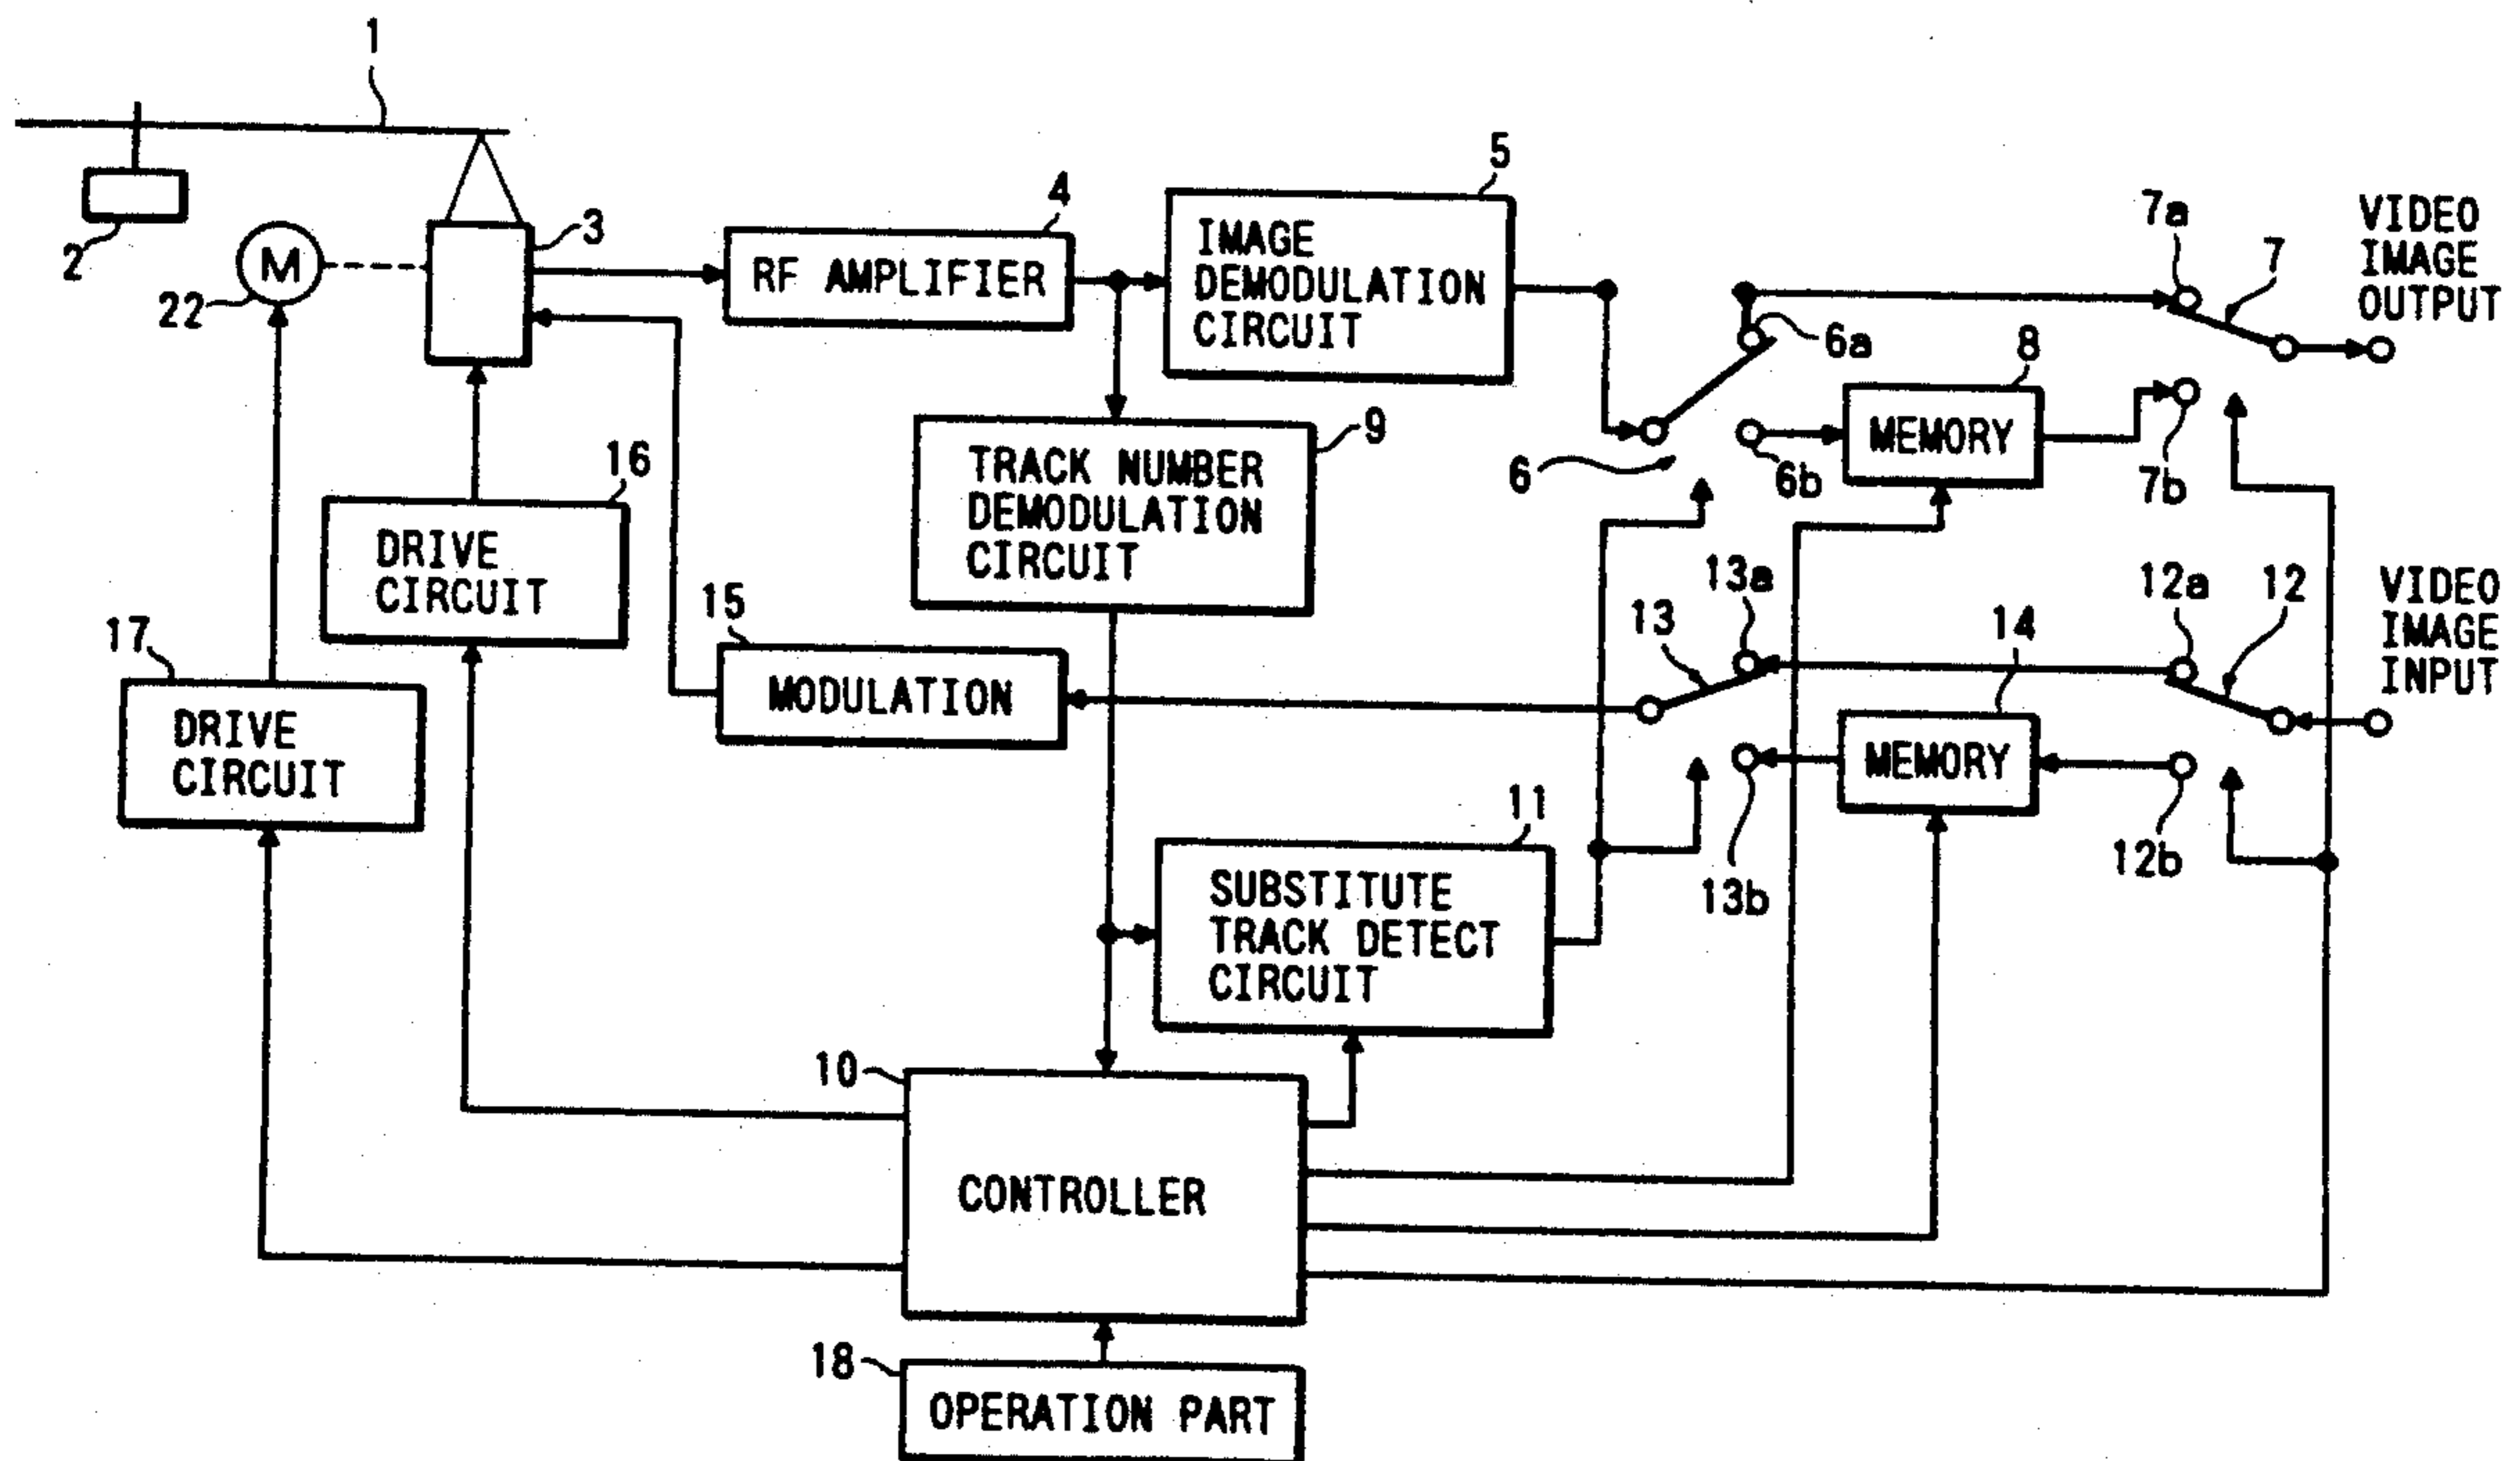 1
2
M
22
3
RF AMPLIFIER
4
IMAGE
DEMODULATION
CIRCUIT
5
6
6a
6b
7a
7
7b
VIDEO
IMAGE
OUTPUT
MEMORY
8
TRACK NUMBER
DEMODULATION
CIRCUIT
9
DRIVE
CIRCUIT
16
DRIVE
CIRCUIT
17
MODULATION
15
13
13a
13b
MEMORY
14
12a
12
12b
VIDEO
IMAGE
INPUT
SUBSTITUTE
TRACK DETECT
CIRCUIT
11
10
CONTROLLER
18
OPERATION PART